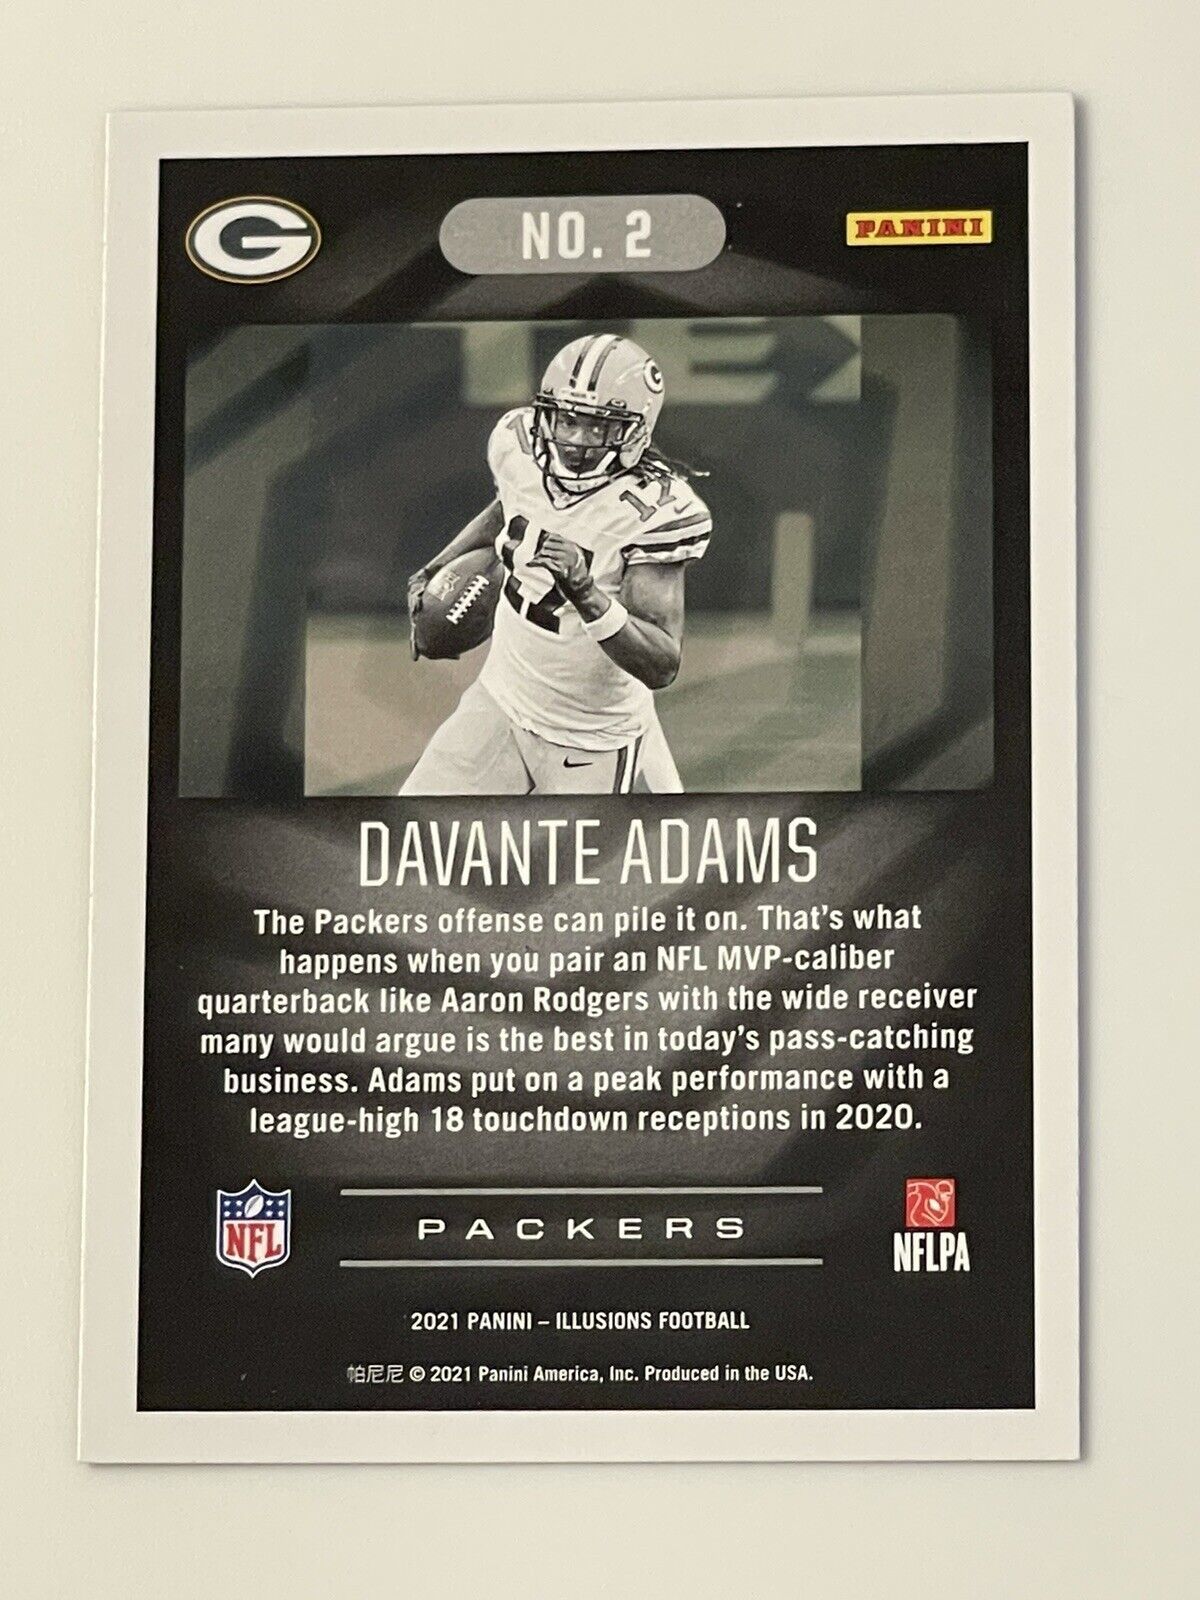 G
NO. 2
PANINI
G
17
17
DAVANTE ADAMS
The Packers offense can pile it on. That's what
happens when you pair an NFL MVP-caliber
quarterback like Aaron Rodgers with the wide receiver
many would argue is the best in today's pass-catching
business. Adams put on a peak performance with a
league-high 18 touchdown receptions in 2020.
NFL
PACKERS
NFLPA
2021 PANINI – ILLUSIONS FOOTBALL
帕尼尼 © 2021 Panini America, Inc. Produced in the USA.